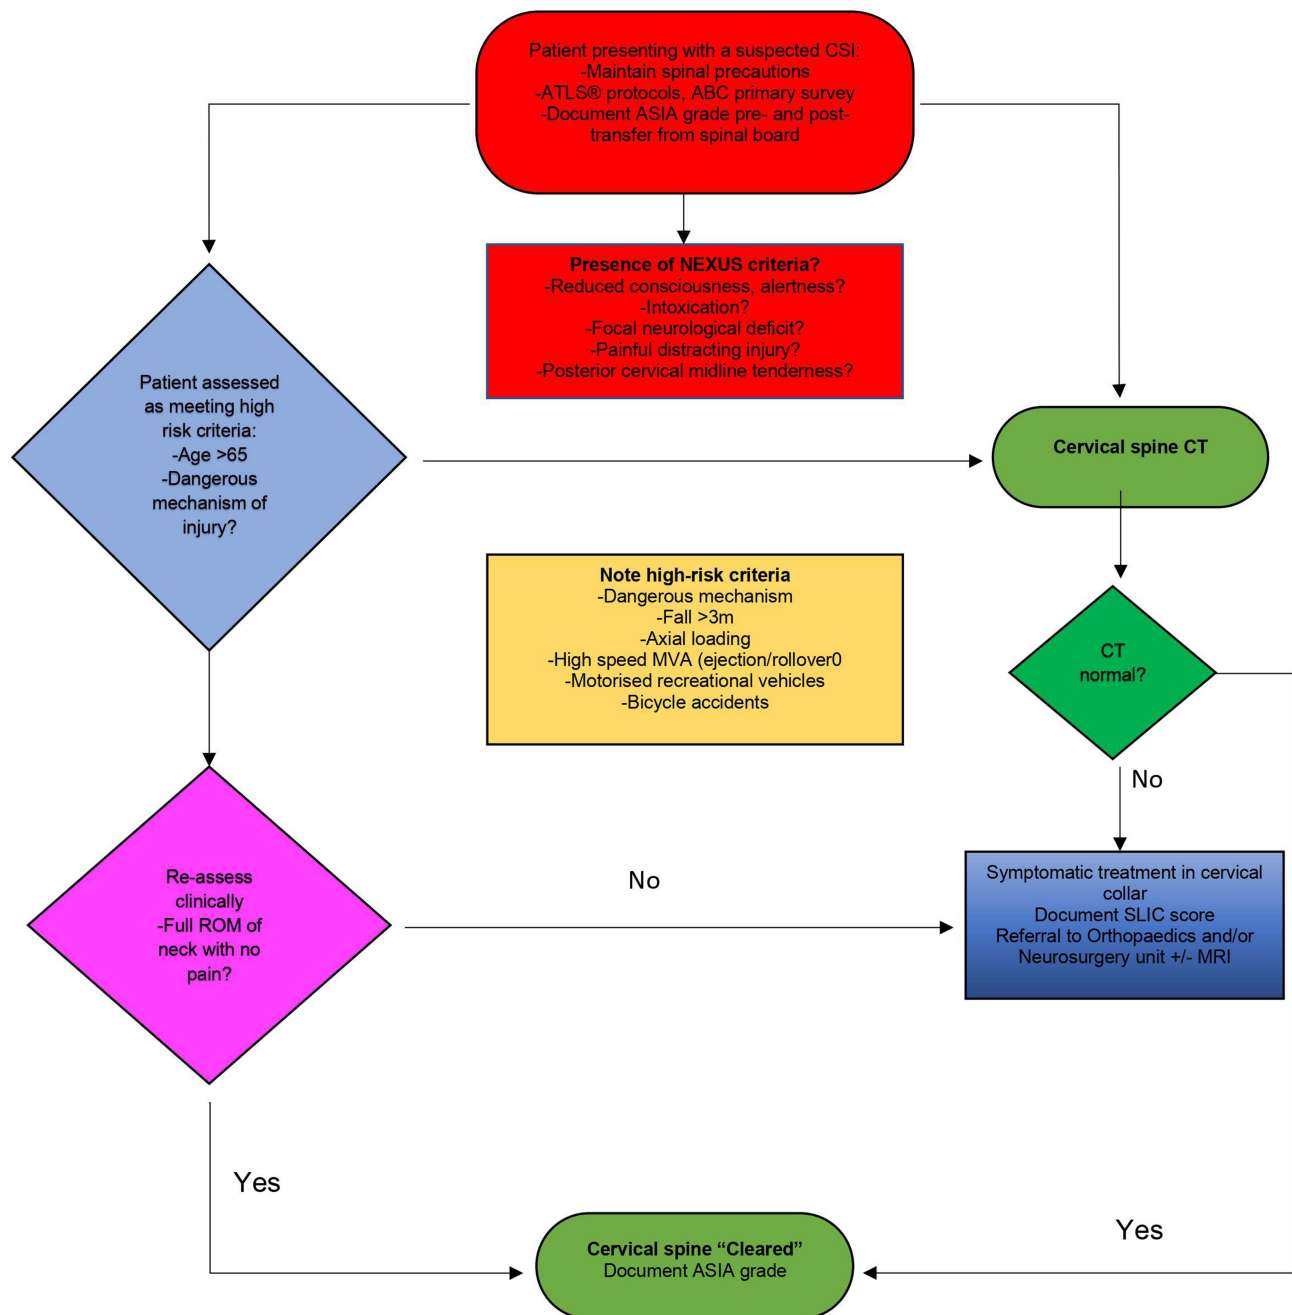 Patient presenting with a suspected CSI:
-Maintain spinal precautions
-ATLS® protocols, ABC primary survey
-Document ASIA grade pre- and post-
transfer from spinal board
Presence of NEXUS criteria?
-Reduced consciousness, alertness?
-Intoxication?
-Focal neurological deficit?
-Painful distracting injury?
-Posterior cervical midline tenderness?
Patient assessed
as meeting high
risk criteria:
-Age >65
-Dangerous
mechanism of
injury?
Cervical spine CT
Note high-risk criteria
-Dangerous mechanism
-Fall >3m
-Axial loading
-High speed MVA (ejection/rollover0
-Motorised recreational vehicles
-Bicycle accidents
CT
normal?
No
Re-assess
clinically
-Full ROM of
neck with no
pain?
No
Symptomatic treatment in cervical
collar
Document SLIC score
Referral to Orthopaedics and/or
Neurosurgery unit +/- MRI
Yes
Cervical spine “Cleared”
Document ASIA grade
Yes